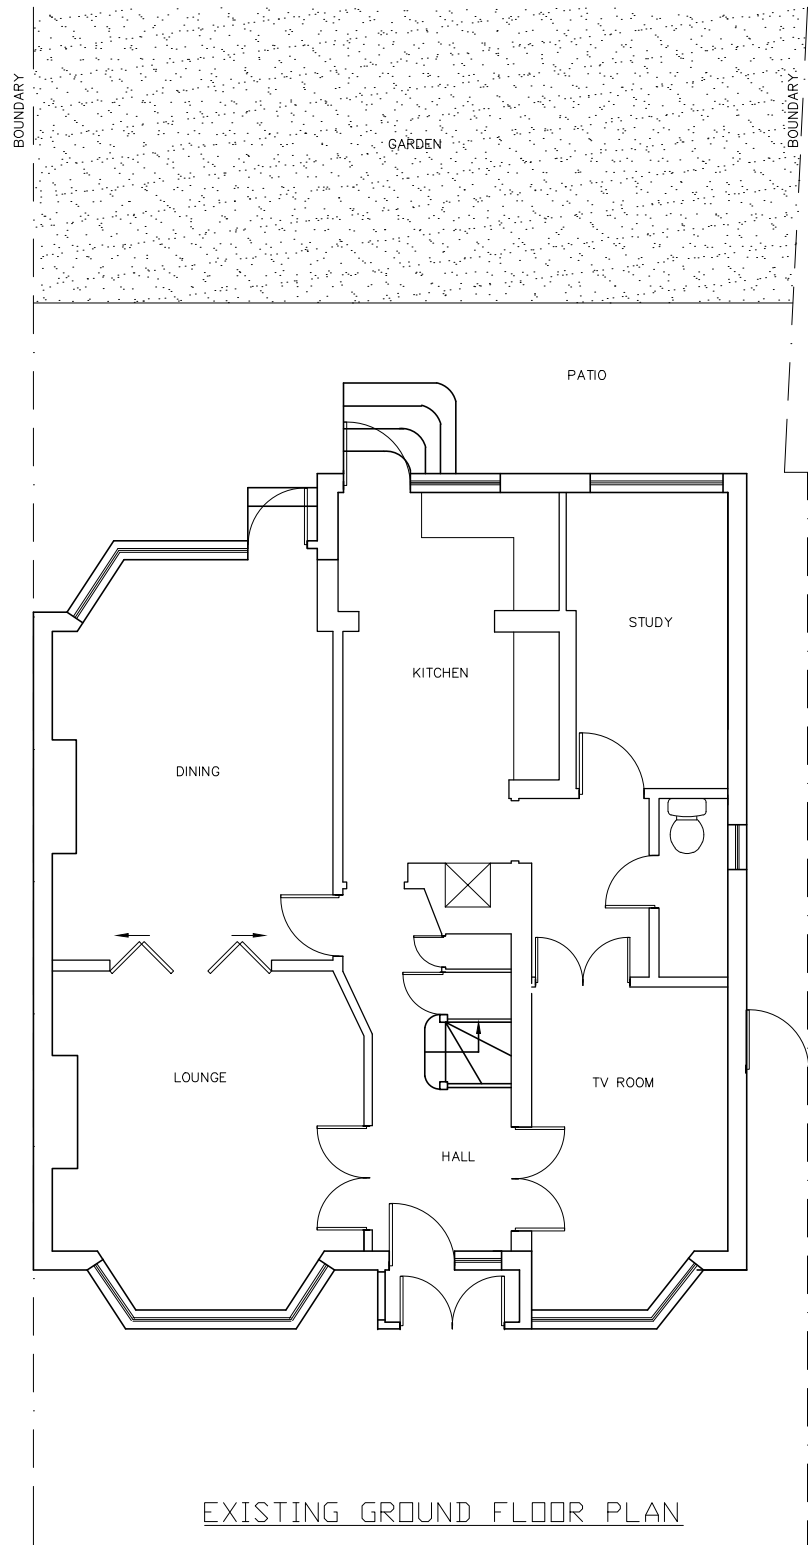 BOUNDARY
BOUNDARY
GARDEN
PATIO
STUDY
KITCHEN
DINING
LOUNGE
TV ROOM
HALL
EXISTING GROUND FLOOR PLAN